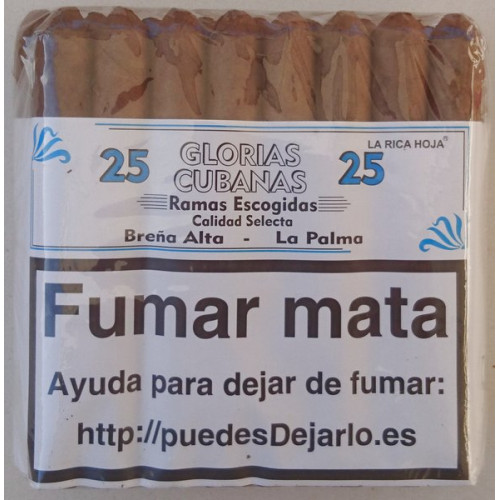 LA RICA HOJA®
25 GLORIAS 25
CUBANAS
Ramas Escogidas
Calidad Selecta
Breña Alta - La Palma
Fumar mata
Ayuda para dejar de fumar:
http://puedesDejarlo.es